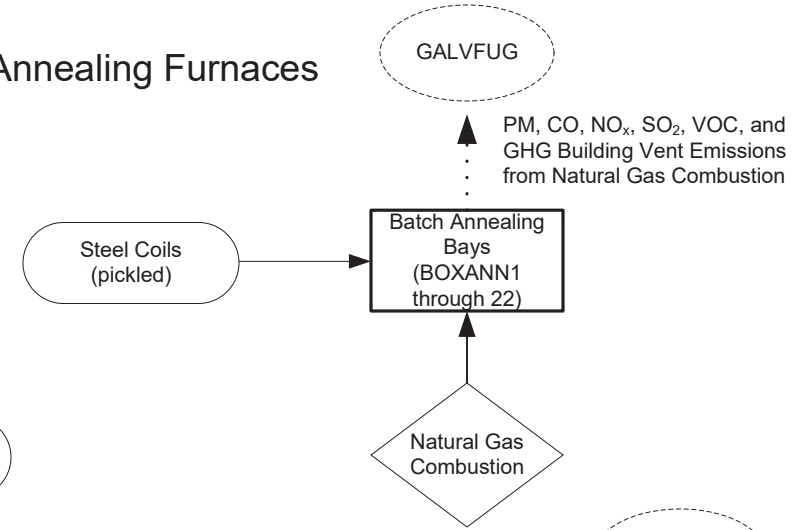 Annealing Furnaces
GALVFUG
PM, CO, NOx, SO2, VOC, and
GHG Building Vent Emissions
from Natural Gas Combustion
Steel Coils
(pickled)
Batch Annealing
Bays
(BOXANN1
through 22)
Natural Gas
Combustion